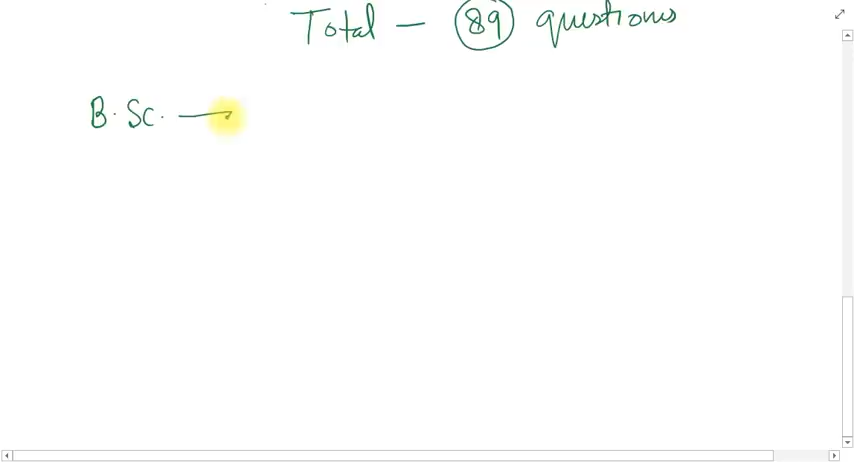 Total — 89 questions
B. Sc. →